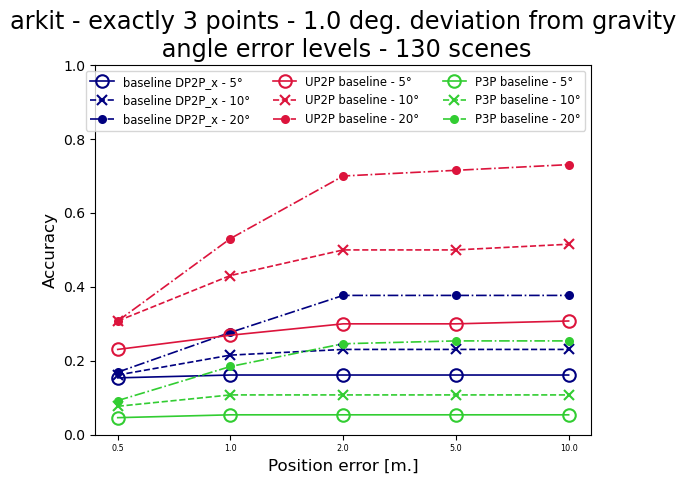 arkit - exactly 3 points - 1.0 deg. deviation from gravity
angle error levels - 130 scenes
baseline DP2P_x - 5° UP2P baseline - 5° P3P baseline - 5°
baseline DP2P_x - 10° UP2P baseline - 10° P3P baseline - 10°
baseline DP2P_x - 20° UP2P baseline - 20° P3P baseline - 20°
1.0
0.8
0.6
0.4
0.2
0.0
Accuracy
0.5 1.0 2.0 5.0 10.0
Position error [m.]